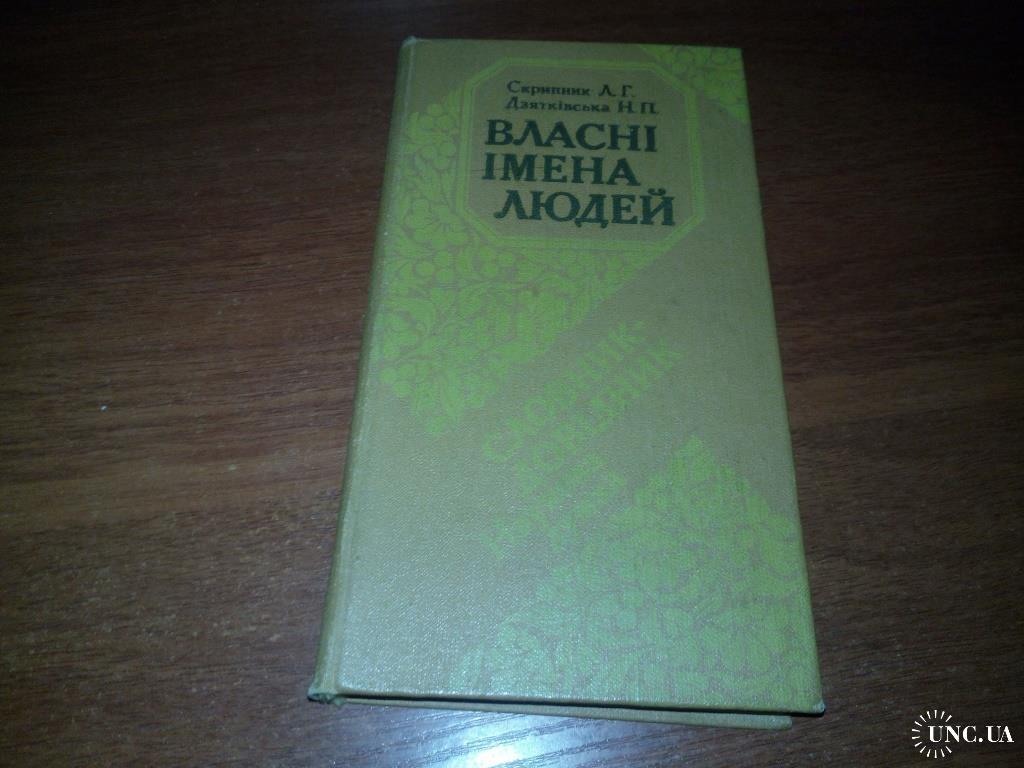 Скрипник Л. Г.
Дзятківська Н. П.
ВЛАСНІ
ІМЕНА
ЛЮДЕЙ
СЛОВНИК-
ДОВІДНИК
UNC.UA